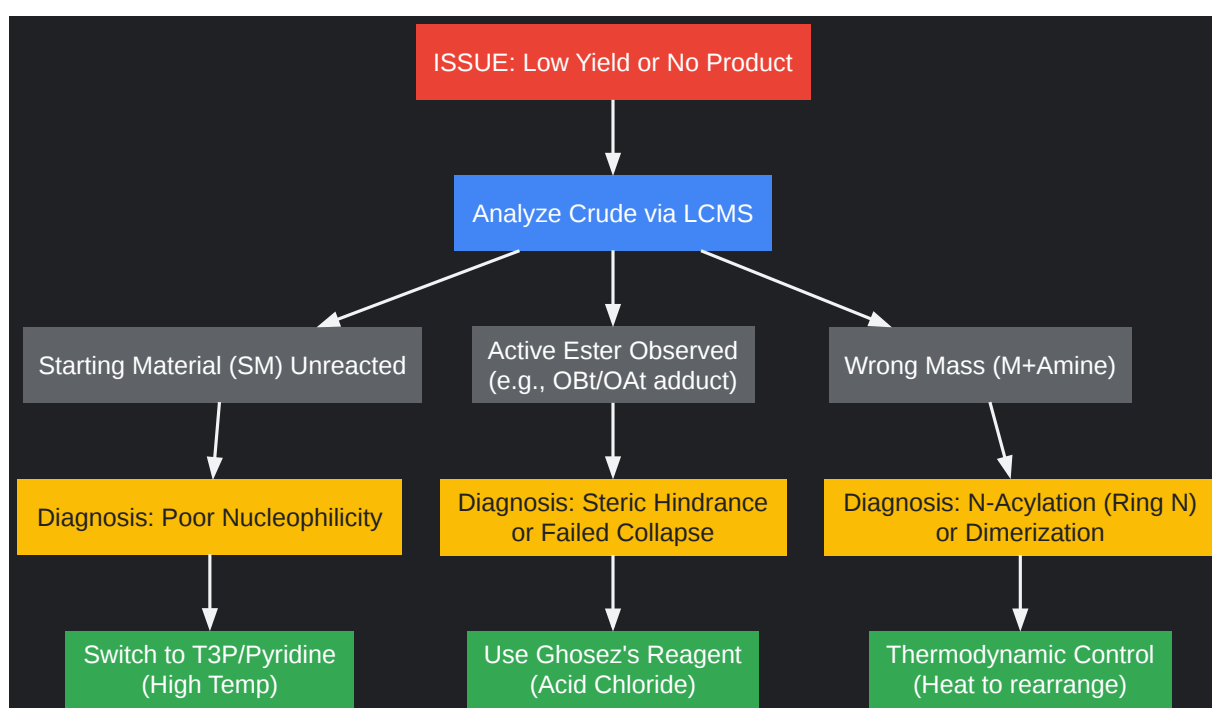 ISSUE: Low Yield or No Product
Analyze Crude via LCMS
Starting Material (SM) Unreacted
Active Ester Observed
(e.g., OBt/OAt adduct)
Wrong Mass (M+Amine)
Diagnosis: Poor Nucleophilicity
Diagnosis: Steric Hindrance
or Failed Collapse
Diagnosis: N-Acylation (Ring N)
or Dimerization
Switch to T3P/Pyridine
(High Temp)
Use Ghosez's Reagent
(Acid Chloride)
Thermodynamic Control
(Heat to rearrange)